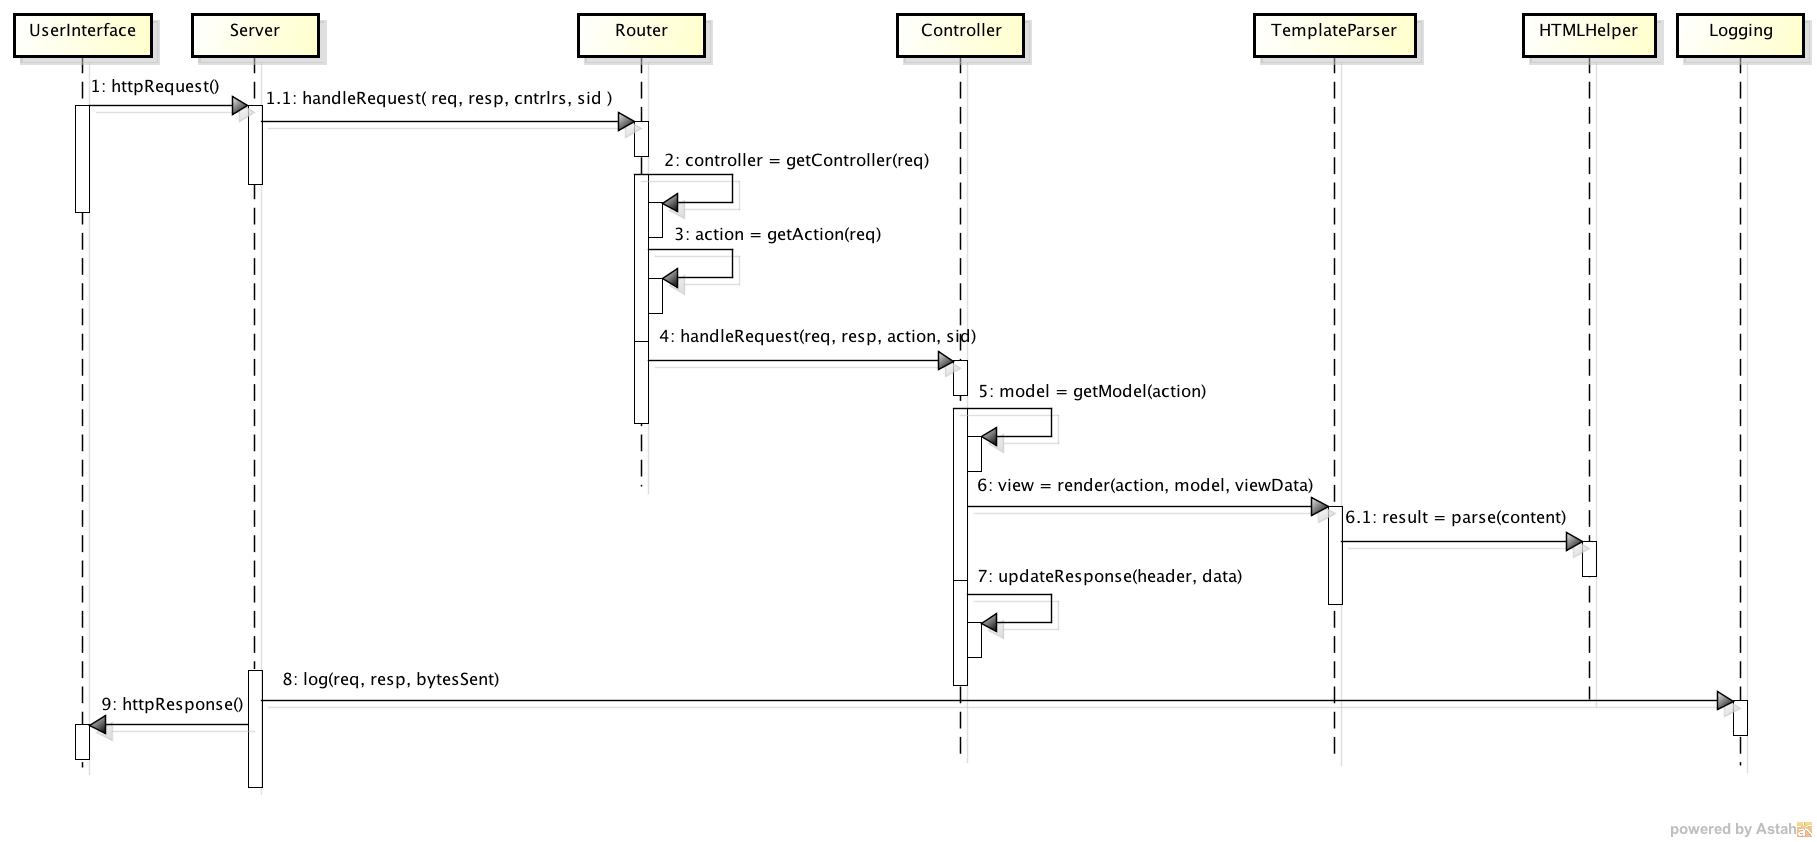 UserInterface
Server
Router
Controller
TemplateParser
HTMLHelper
Logging
1: httpRequest()
1.1: handleRequest( req, resp, cntrlrs, sid )
2: controller = getController(req)
3: action = getAction(req)
4: handleRequest(req, resp, action, sid)
5: model = getModel(action)
6: view = render(action, model, viewData)
6.1: result = parse(content)
7: updateResponse(header, data)
8: log(req, resp, bytesSent)
9: httpResponse()
powered by Astah